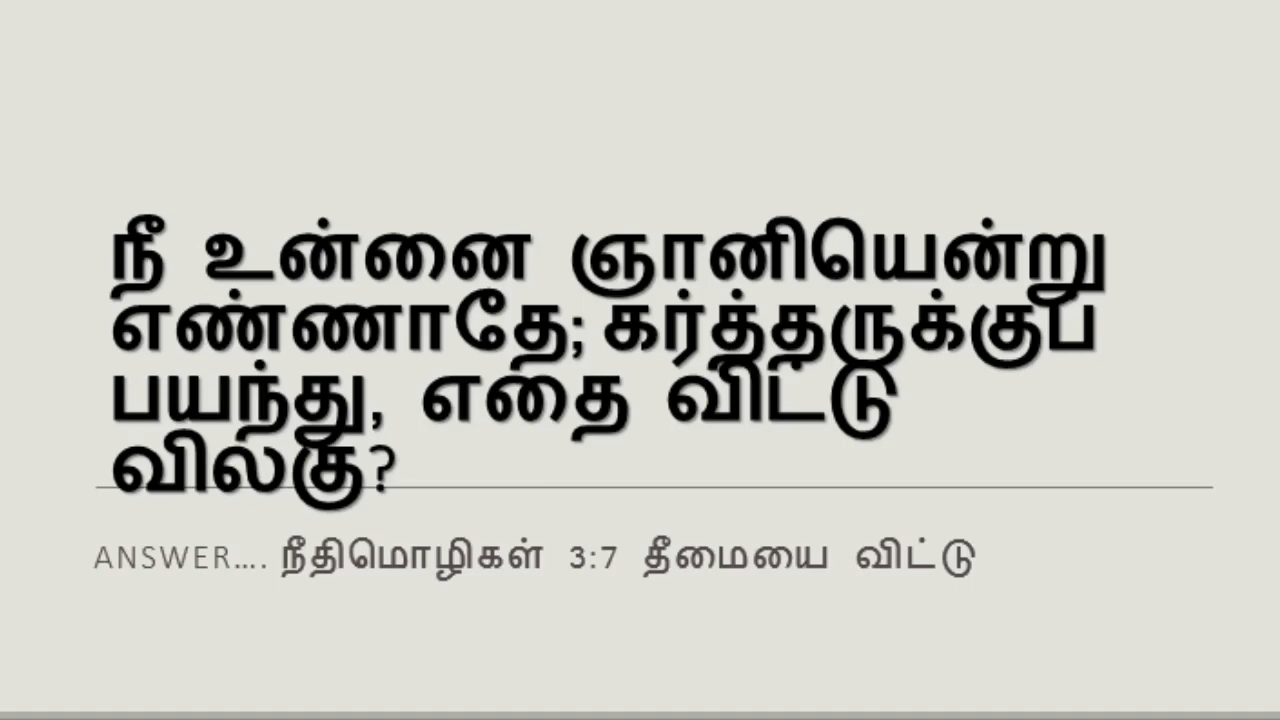 நீ உன்னை ஞானியென்று
எண்ணாதே; கர்த்தருக்குப்
பயந்து, எதை விட்டு
விலகு?
ANSWER.... நீதிமொழிகள் 3:7 தீமையை விட்டு